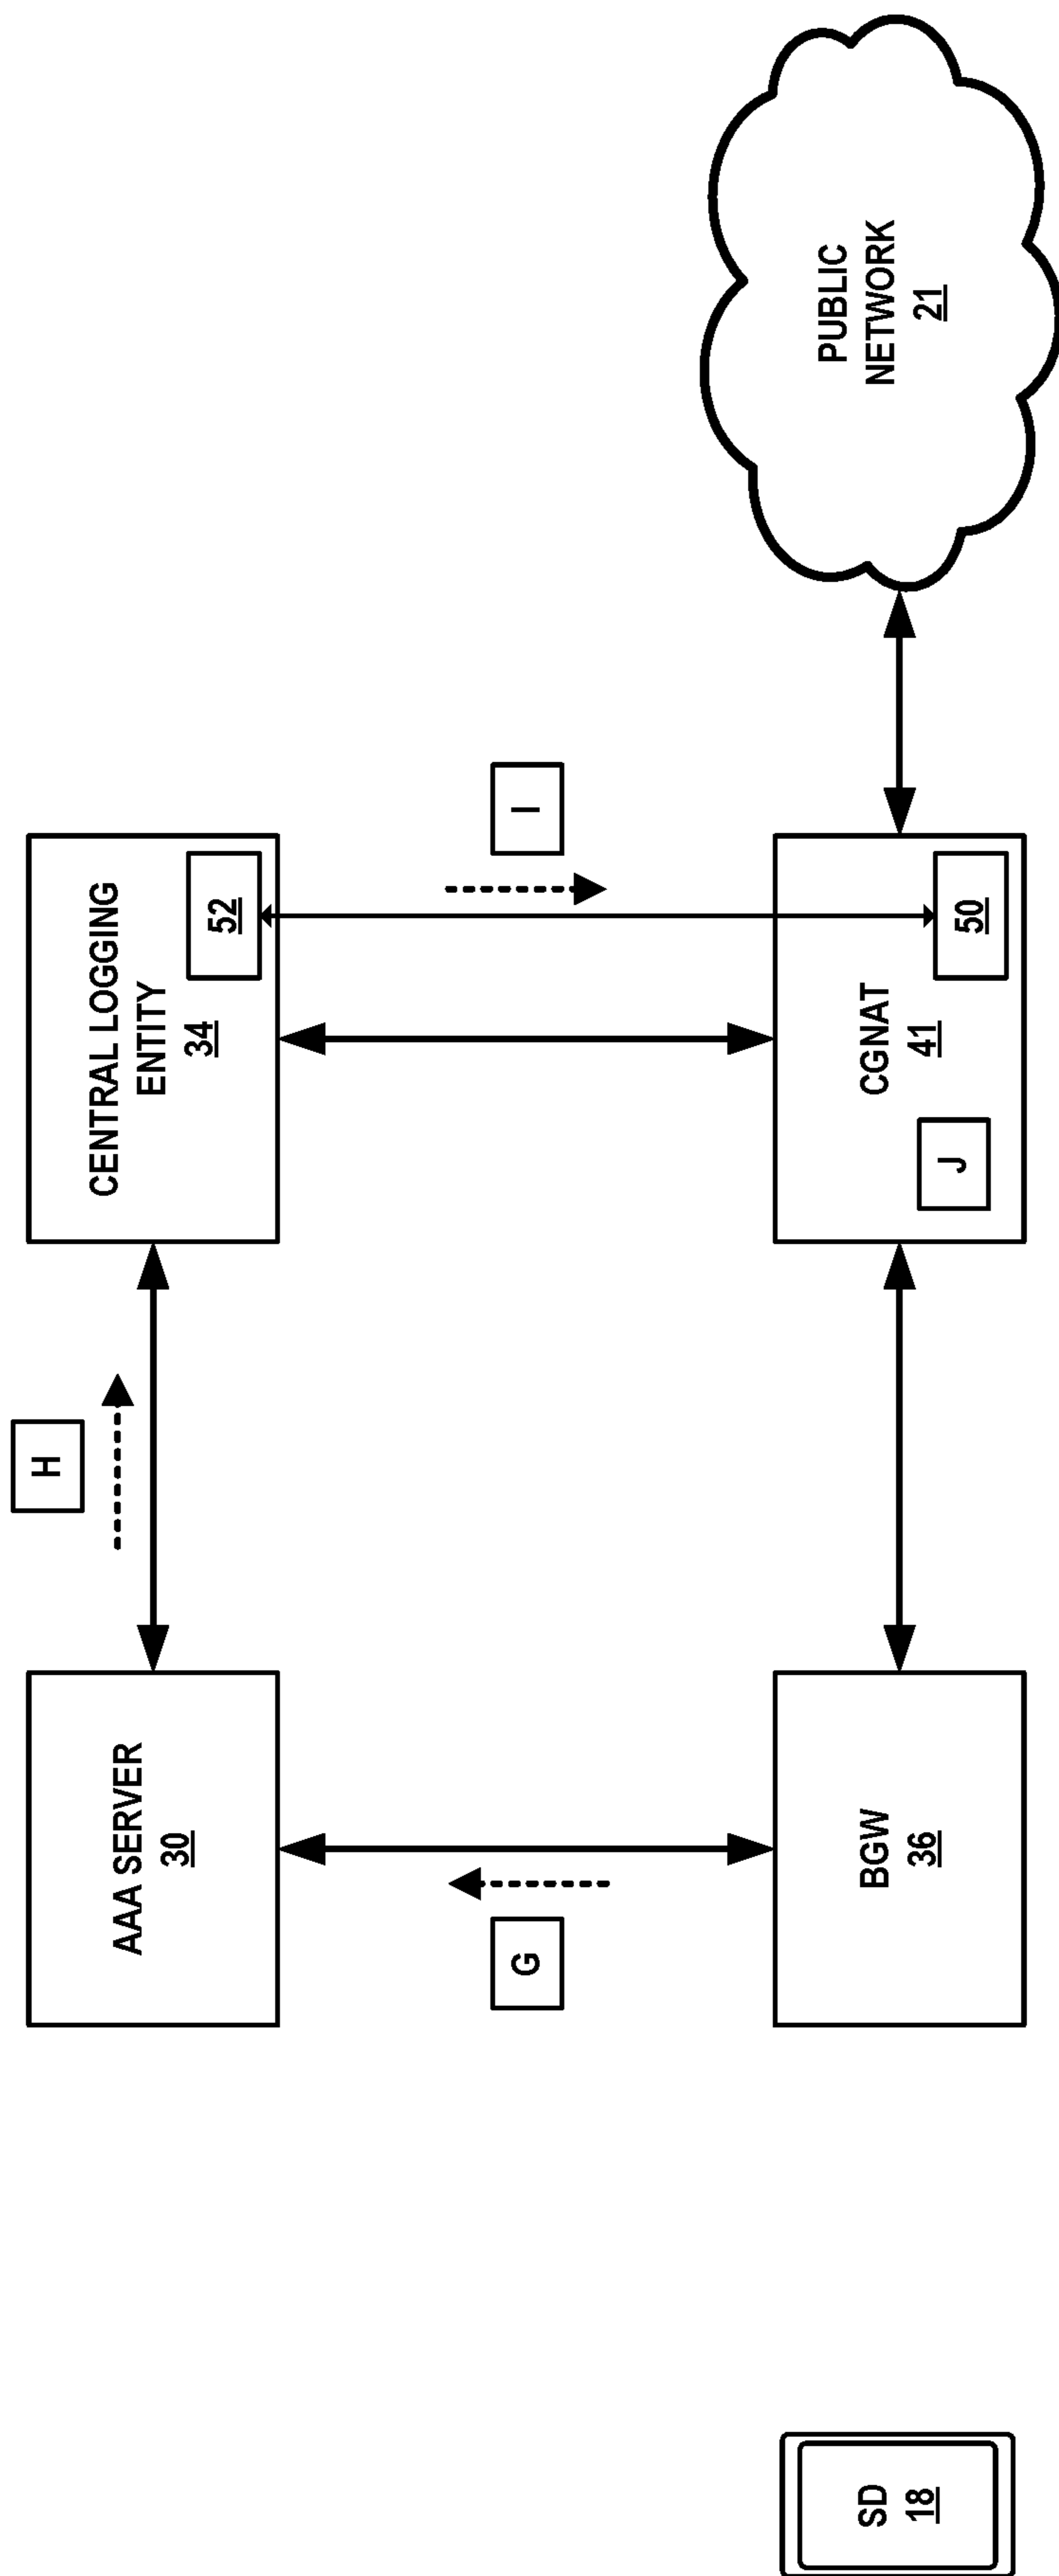 H
AAA SERVER
30
CENTRAL LOGGING
ENTITY
34
52
G
I
SD
18
BGW
36
CGNAT
41
J
50
PUBLIC
NETWORK
21